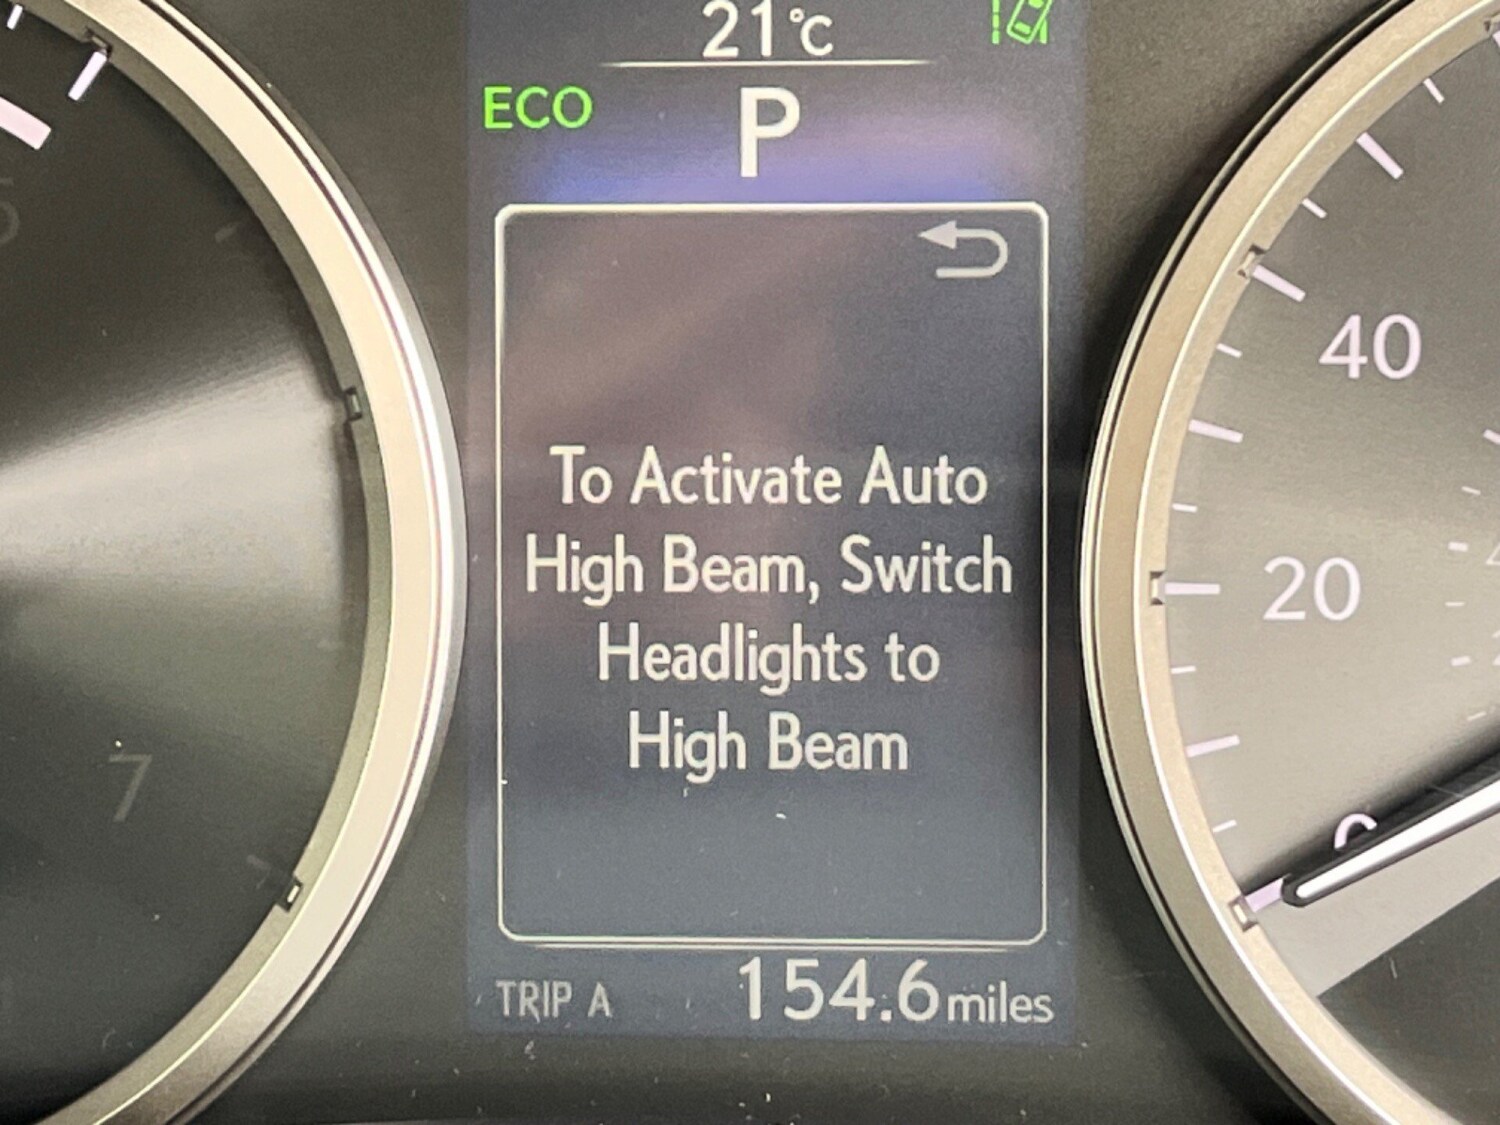 21°C
ECO
P
To Activate Auto
High Beam, Switch
Headlights to
High Beam
TRIP A 154.6 miles
40
20
0
7